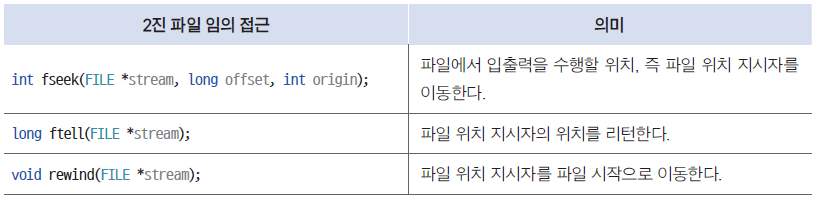 2진 파일 임의 접근 의미
int fseek(FILE *stream, long offset, int origin); 파일에서 입출력을 수행할 위치, 즉 파일 위치 지시자를
이동한다.
long ftell(FILE *stream); 파일 위치 지시자의 위치를 리턴한다.
void rewind(FILE *stream); 파일 위치 지시자를 파일 시작으로 이동한다.